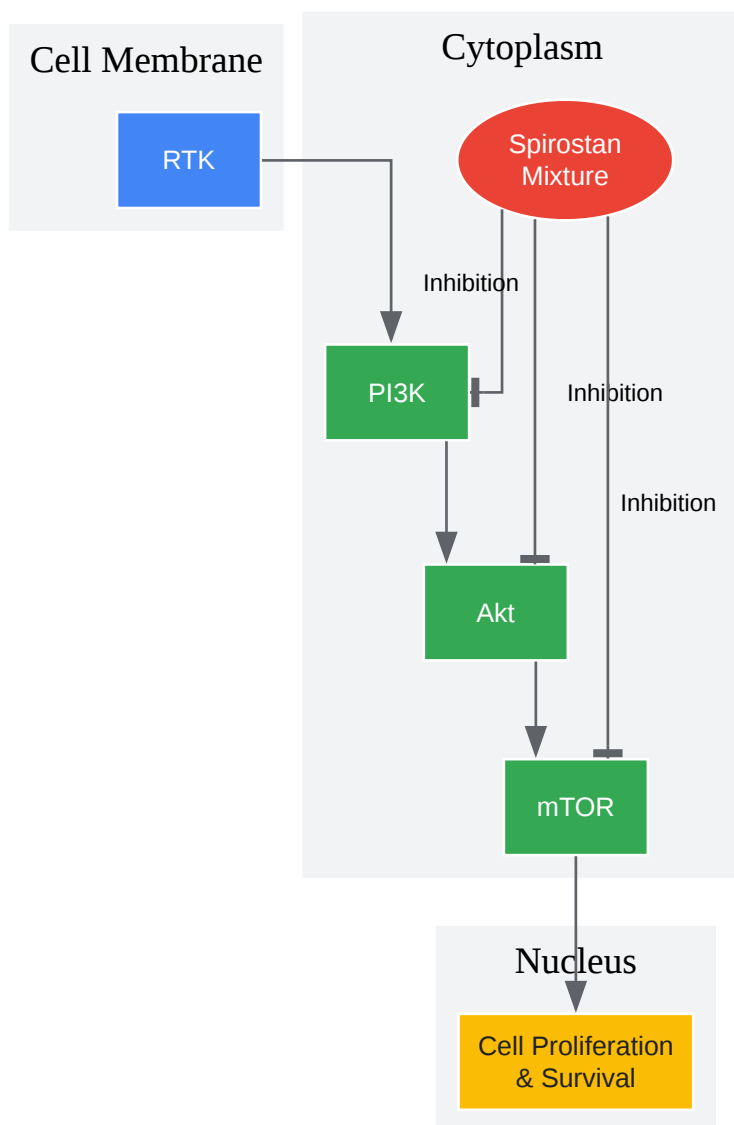 Cell Membrane
Cytoplasm
RTK
Spirostan
Mixture
Inhibition
PI3K
Inhibition
Inhibition
Akt
mTOR
Nucleus
Cell Proliferation
& Survival